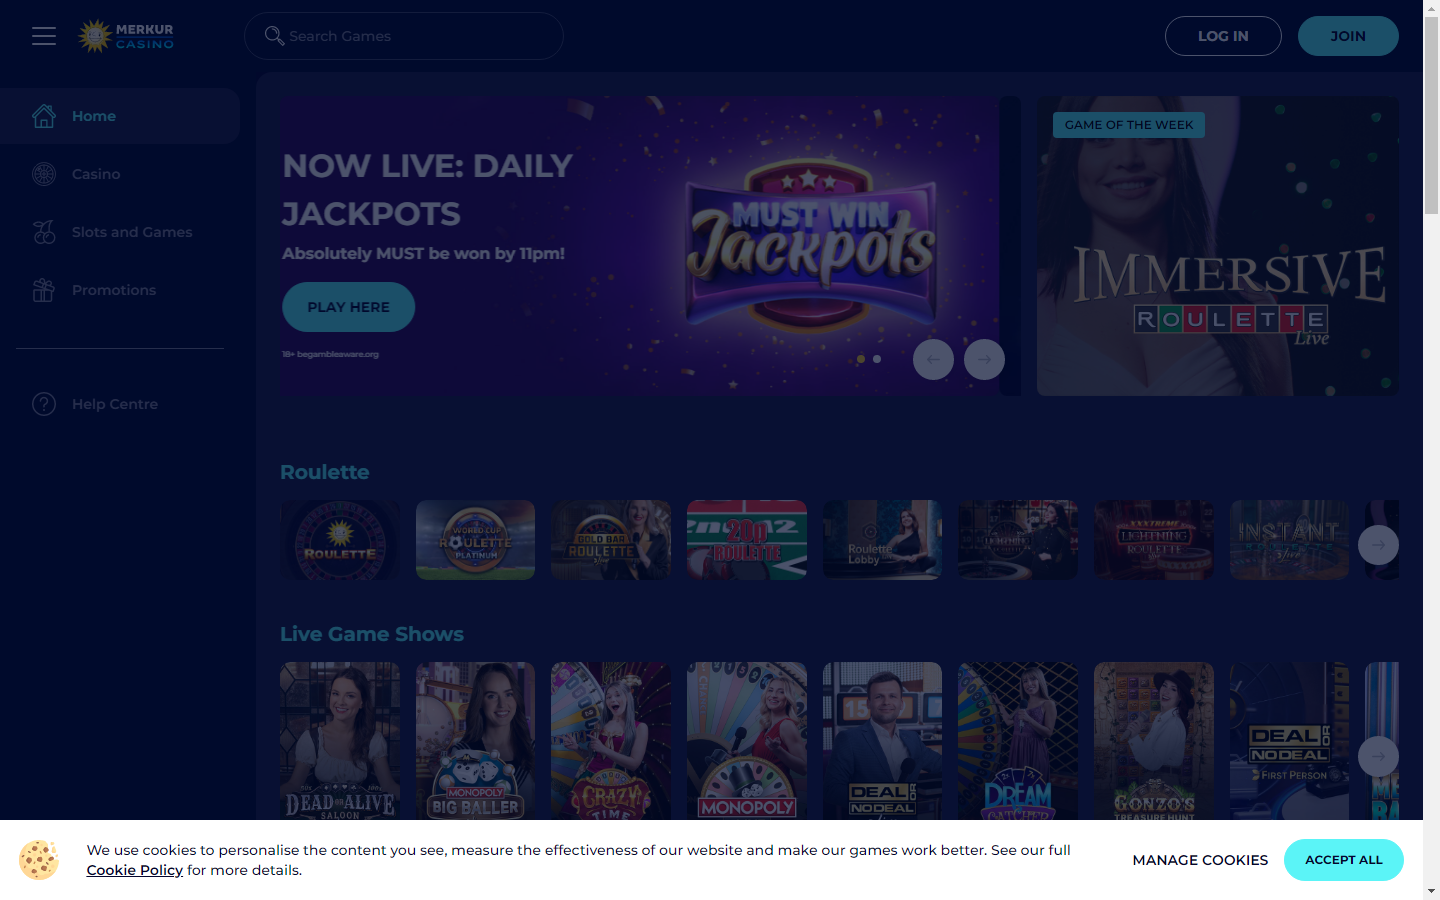 MERKUR
CASINO
Search Games
LOG IN
JOIN
Home
Casino
Slots and Games
Promotions
Help Centre
NOW LIVE: DAILY
JACKPOTS
Absolutely MUST be won by 11pm!
PLAY HERE
18+ begambleaware.org
MUST WIN
Jackpots
GAME OF THE WEEK
IMMERSIVE
ROULETTE
Live
Roulette
ROULETTE
WORLD CUP
ROULETTE
PLATINUM
GOLD BAR
ROULETTE
20p
ROULETTE
Roulette
Lobby
LIGHTNING
XXXTREME
LIGHTNING
ROULETTE
INSTANT
Live Game Shows
DEAD OR ALIVE
SALOON
MONOPOLY
BIG BALLER
CRAZY
TIME
MONOPOLY
DEAL OR
NO DEAL
DREAM
CATCHER
GONZO'S
TREASURE HUNT
DEAL OR
NO DEAL
FIRST PERSON
We use cookies to personalise the content you see, measure the effectiveness of our website and make our games work better. See our full
Cookie Policy for more details.
MANAGE COOKIES
ACCEPT ALL